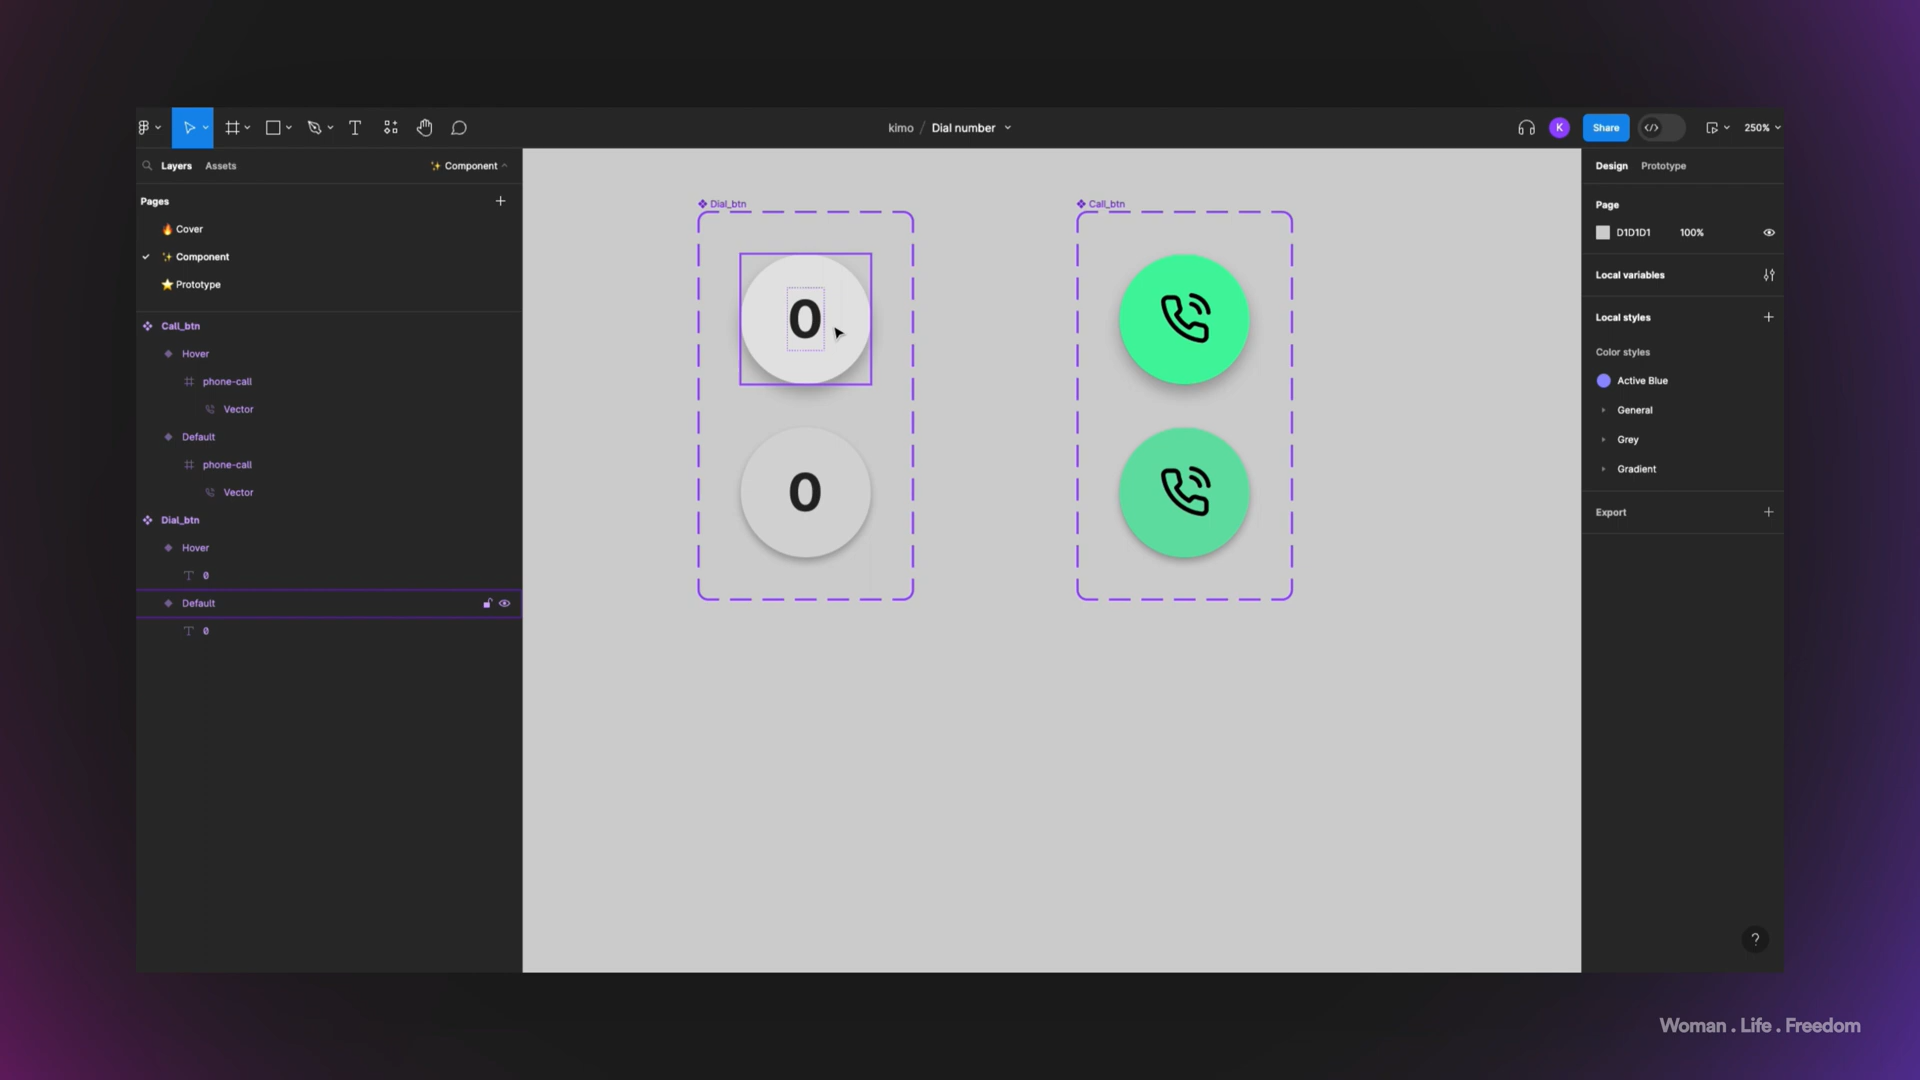 kimo / Dial number
K
Share
250%
Layers Assets
Component
Pages
Cover
Component
Prototype
Call_btn
Hover
phone-call
Vector
Default
phone-call
Vector
Dial_btn
Hover
0
Default
0
Dial_btn
0
0
Call_btn
Design Prototype
Page
D1D1D1 100%
Local variables
Local styles
Color styles
Active Blue
General
Grey
Gradient
Export
?
Woman . Life . Freedom